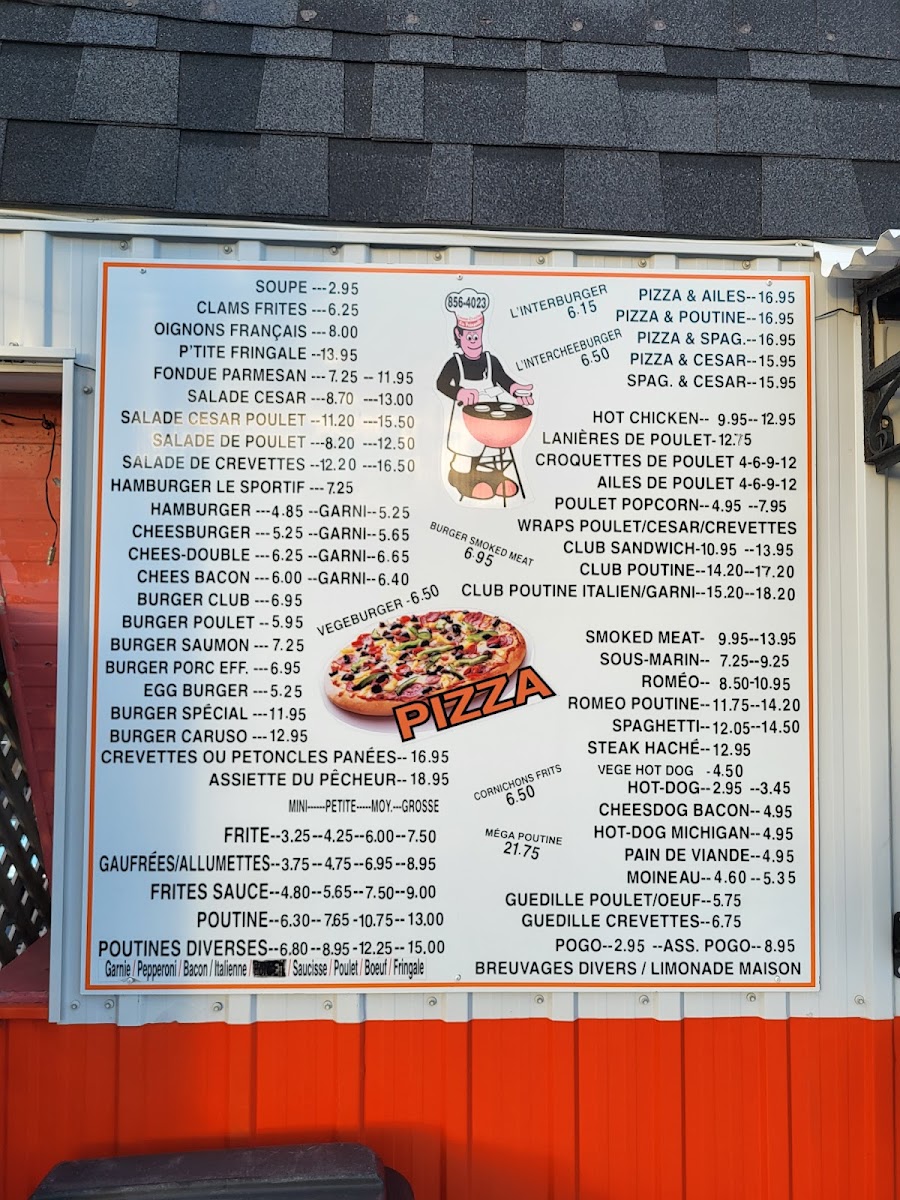 SOUPE ---2.95
CLAMS FRITES ---6.25
OIGNONS FRANÇAIS ---8.00
P'TITE FRINGALE --13.95
FONDUE PARMESAN ---7.25 -- 11.95
SALADE CESAR ---8.70 ---13.00
SALADE CESAR POULET --11.20 ---15.50
SALADE DE POULET ---8.20 ---12.50
SALADE DE CREVETTES --12.20 ---16.50
HAMBURGER LE SPORTIF ---7.25
HAMBURGER ---4.85 --GARNI--5.25
CHEESBURGER ---5.25 --GARNI--5.65
CHEES-DOUBLE ---6.25 --GARNI--6.65
CHEES BACON ---6.00 --GARNI--6.40
BURGER CLUB ---6.95
BURGER POULET --5.95
BURGER SAUMON ---7.25
BURGER PORC EFF. ---6.95
EGG BURGER ---5.25
BURGER SPÉCIAL ---11.95
BURGER CARUSO ---12.95
CREVETTES OU PETONCLES PANÉES-- 16.95
ASSIETTE DU PÊCHEUR-- 18.95
MINI------PETITE-----MOY.---GROSSE
FRITE--3.25--4.25--6.00--7.50
GAUFRÉES/ALLUMETTES--3.75--4.75--6.95--8.95
FRITES SAUCE--4.80--5.65--7.50--9.00
POUTINE--6.30--7.65-10.75--13.00
POUTINES DIVERSES--6.80--8.95-12.25--15.00
Garnie / Pepperoni / Bacon / Italienne / / Saucisse / Poulet / Boeuf / Fringale
856-4023
L'INTERBURGER
6.15
L'INTERCHEEBURGER
6.50
BURGER SMOKED MEAT
6.95
VEGEBURGER -6.50
PIZZA
CORNICHONS FRITS
6.50
MÉGA POUTINE
21.75
PIZZA & AILES--16.95
PIZZA & POUTINE--16.95
PIZZA & SPAG.--16.95
PIZZA & CESAR--15.95
SPAG. & CESAR--15.95
HOT CHICKEN-- 9.95--12.95
LANIÈRES DE POULET-12.75
CROQUETTES DE POULET 4-6-9-12
AILES DE POULET 4-6-9-12
POULET POPCORN--4.95 --7.95
WRAPS POULET/CESAR/CREVETTES
CLUB SANDWICH-10.95 --13.95
CLUB POUTINE--14.20--17.20
CLUB POUTINE ITALIEN/GARNI--15.20--18.20
SMOKED MEAT- 9.95--13.95
SOUS-MARIN-- 7.25--9.25
ROMÉO-- 8.50-10.95
ROMEO POUTINE--11.75--14.20
SPAGHETTI--12.05--14.50
STEAK HACHÉ--12.95
VEGE HOT DOG -4.50
HOT-DOG--2.95 --3.45
CHEESDOG BACON--4.95
HOT-DOG MICHIGAN--4.95
PAIN DE VIANDE--4.95
MOINEAU--4.60 --5.35
GUEDILLE POULET/OEUF--5.75
GUEDILLE CREVETTES--6.75
POGO--2.95 --ASS. POGO--8.95
BREUVAGES DIVERS / LIMONADE MAISON